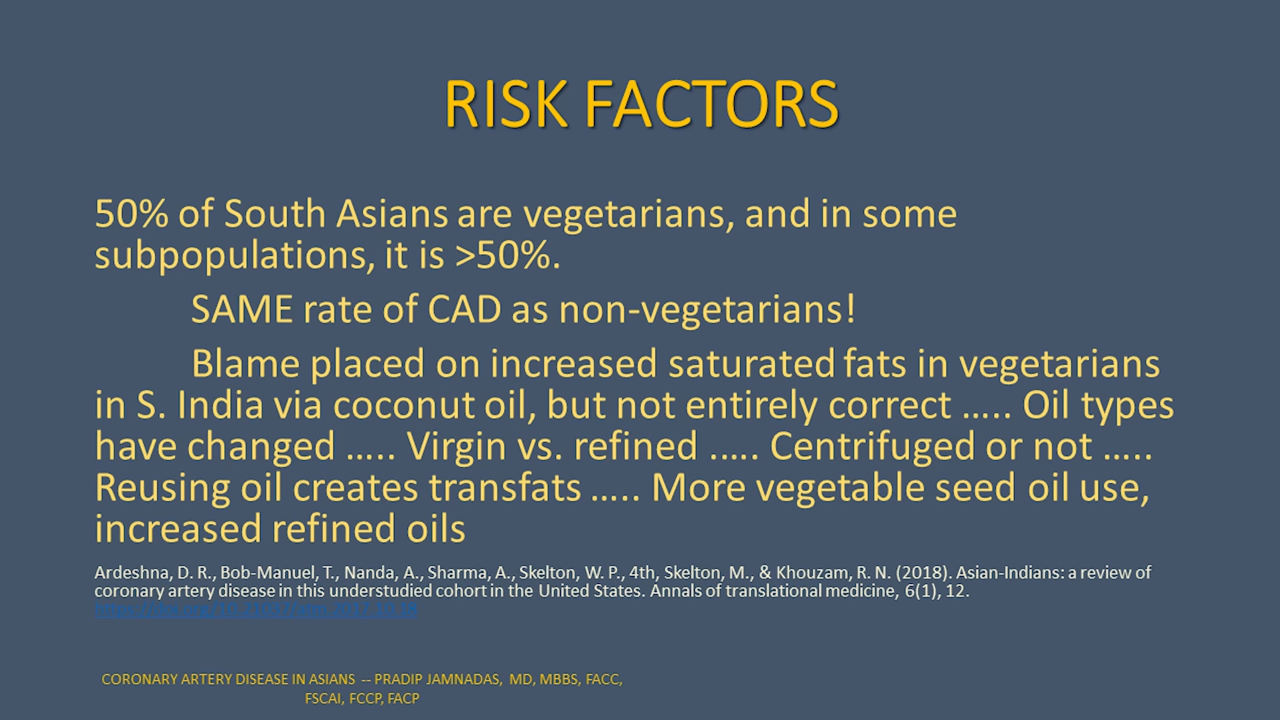 RISK FACTORS
50% of South Asians are vegetarians, and in some
subpopulations, it is >50%.
SAME rate of CAD as non-vegetarians!
Blame placed on increased saturated fats in vegetarians
in S. India via coconut oil, but not entirely correct ..... Oil types
have changed ..... Virgin vs. refined ..... Centrifuged or not .....
Reusing oil creates transfats ..... More vegetable seed oil use,
increased refined oils
Ardeshna, D. R., Bob-Manuel, T., Nanda, A., Sharma, A., Skelton, W. P., 4th, Skelton, M., & Khouzam, R. N. (2018). Asian-Indians: a review of
coronary artery disease in this understudied cohort in the United States. Annals of translational medicine, 6(1), 12.
CORONARY ARTERY DISEASE IN ASIANS -- PRADIP JAMNADAS, MD, MBBS, FACC,
FSCAI, FCCP, FACP